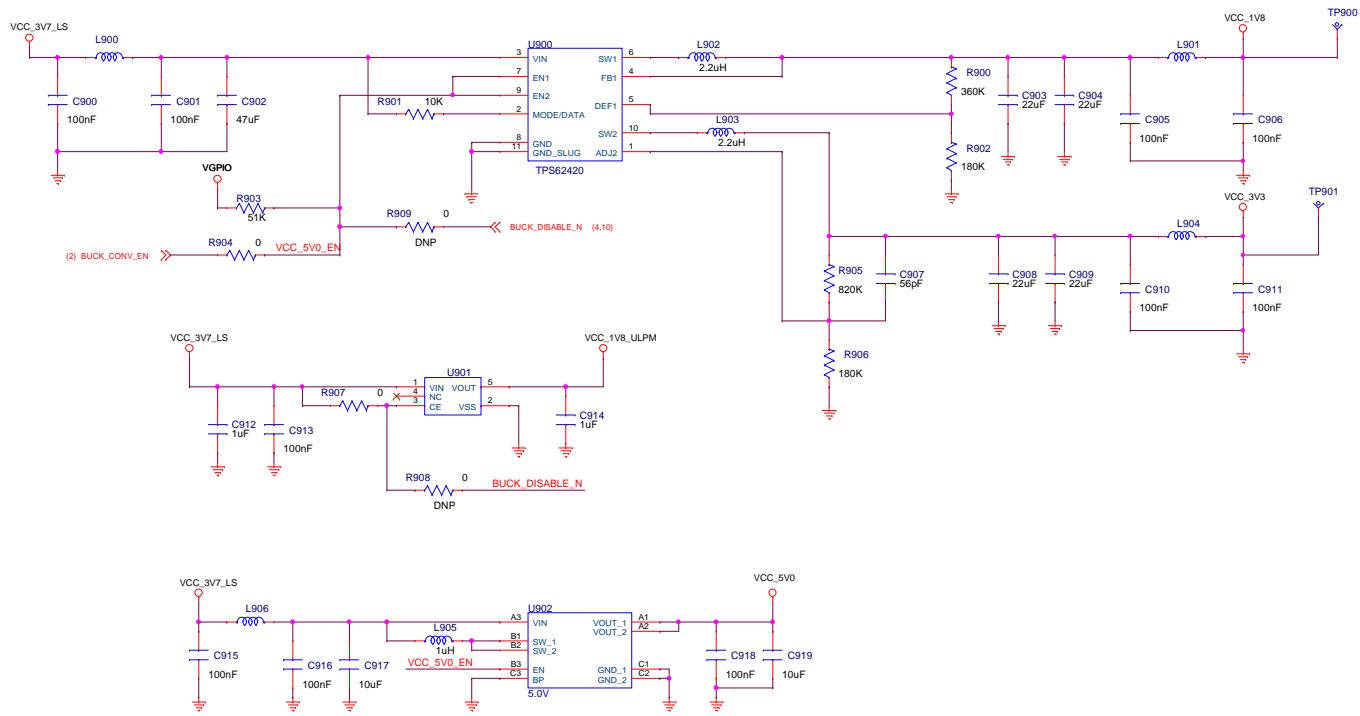 VCC_3V7_LS
L900
C900
100nF
C901
100nF
C902
47uF
R901
10K
U900
3 VIN
7 EN1
9 EN2
2 MODE/DATA
8 GND
11 GND_SLUG
SW1 6
FB1 4
DEF1 5
SW2 10
ADJ2 1
TPS62420
L902
2.2uH
L903
2.2uH
R900
360K
R902
180K
C903
22uF
C904
22uF
C905
100nF
L901
VCC_1V8
TP900
C906
100nF
VGPIO
R903
51K
R904
0
VCC_5V0_EN
(2) BUCK_CONV_EN
R909
0
DNP
BUCK_DISABLE_N (4,10)
R905
820K
C907
56pF
R906
180K
C908
22uF
C909
22uF
C910
100nF
L904
VCC_3V3
TP901
C911
100nF
VCC_3V7_LS
C912
1uF
C913
100nF
R907
0
U901
1 VIN
4 NC
3 CE
VOUT 5
VSS 2
VCC_1V8_ULPM
C914
1uF
R908
0
DNP
BUCK_DISABLE_N
VCC_3V7_LS
L906
C915
100nF
C916
100nF
C917
10uF
L905
1uH
VCC_5V0_EN
U902
A3 VIN
B1 SW_1
B2 SW_2
B3 EN
C3 BP
VOUT_1 A1
VOUT_2 A2
GND_1 C1
GND_2 C2
5.0V
VCC_5V0
C918
100nF
C919
10uF